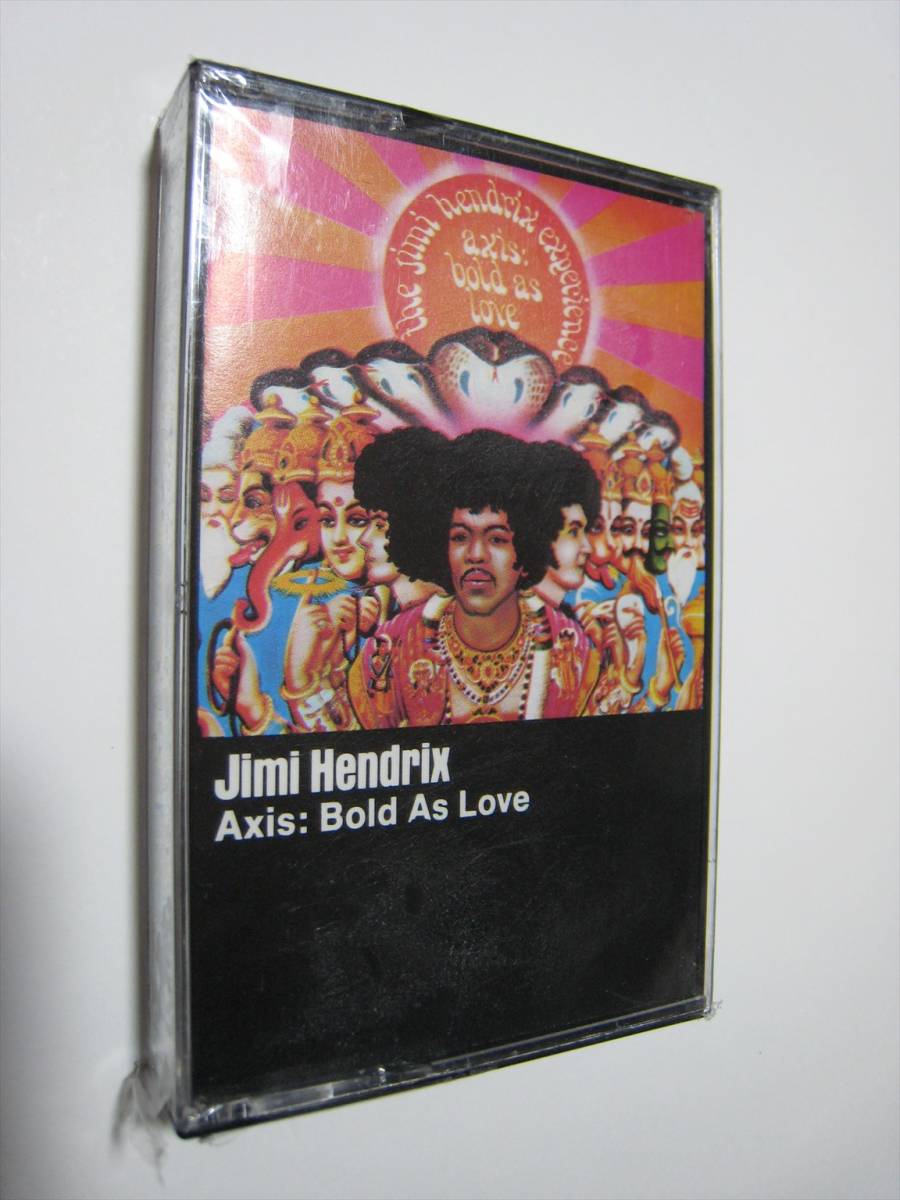 the jimi hendrix experience
axis:
bold as
love
Jimi Hendrix
Axis: Bold As Love